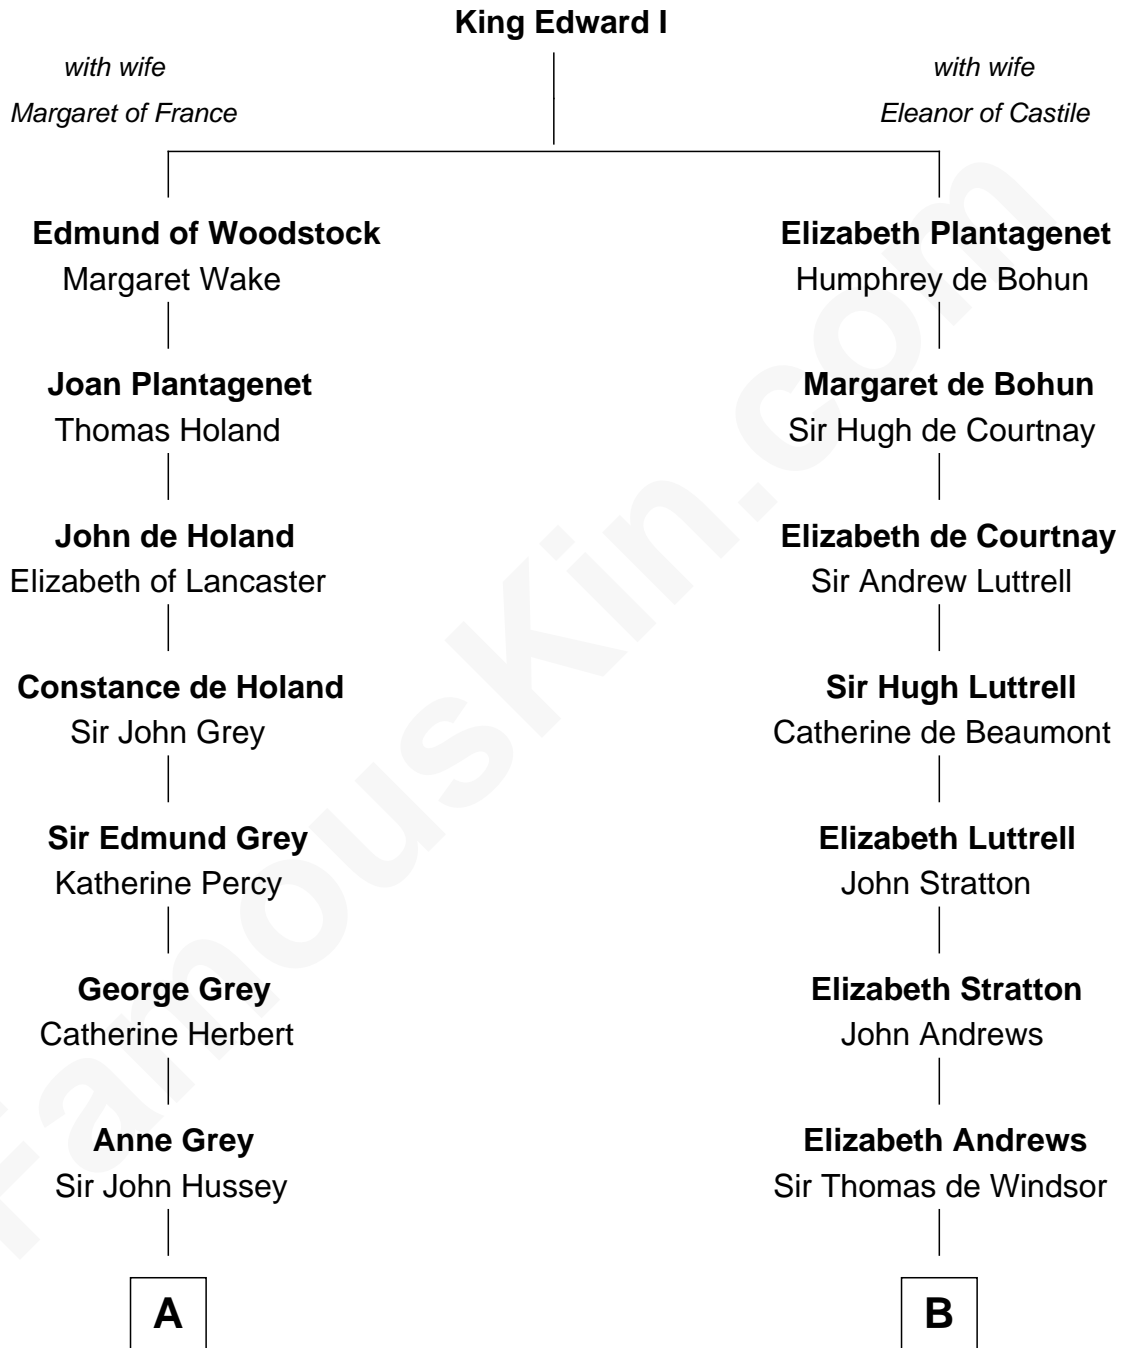 King Edward I
with wife
Margaret of France
with wife
Eleanor of Castile
Edmund of Woodstock
Margaret Wake
Elizabeth Plantagenet
Humphrey de Bohun
Joan Plantagenet
Thomas Holand
Margaret de Bohun
Sir Hugh de Courtnay
John de Holand
Elizabeth of Lancaster
Elizabeth de Courtnay
Sir Andrew Luttrell
Constance de Holand
Sir John Grey
Sir Hugh Luttrell
Catherine de Beaumont
Sir Edmund Grey
Katherine Percy
Elizabeth Luttrell
John Stratton
George Grey
Catherine Herbert
Elizabeth Stratton
John Andrews
Anne Grey
Sir John Hussey
Elizabeth Andrews
Sir Thomas de Windsor
A
B
FamousKin.com